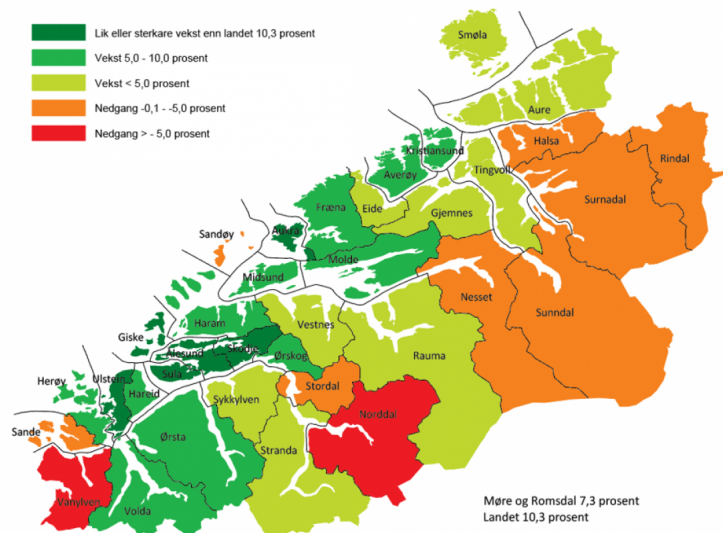 Lik eller sterkare vekst enn landet 10,3 prosent
Vekst 5,0 - 10,0 prosent
Vekst < 5,0 prosent
Nedgang -0,1 - -5,0 prosent
Nedgang > - 5,0 prosent
Smøla
Aure
Kristiansund
Halsa
Rindal
Averøy
Tingvoll
Surnadal
Fræna
Eide
Gjemnes
Sandøy
Aukra
Molde
Midsund
Nesset
Sunndal
Giske
Haram
Vestnes
Ålesund
Skodje
Ørskog
Rauma
Herøy
Ulstein
Sula
Hareid
Stordal
Sykkylven
Norddal
Sande
Ørsta
Stranda
Vanylven
Volda
Møre og Romsdal 7,3 prosent
Landet 10,3 prosent